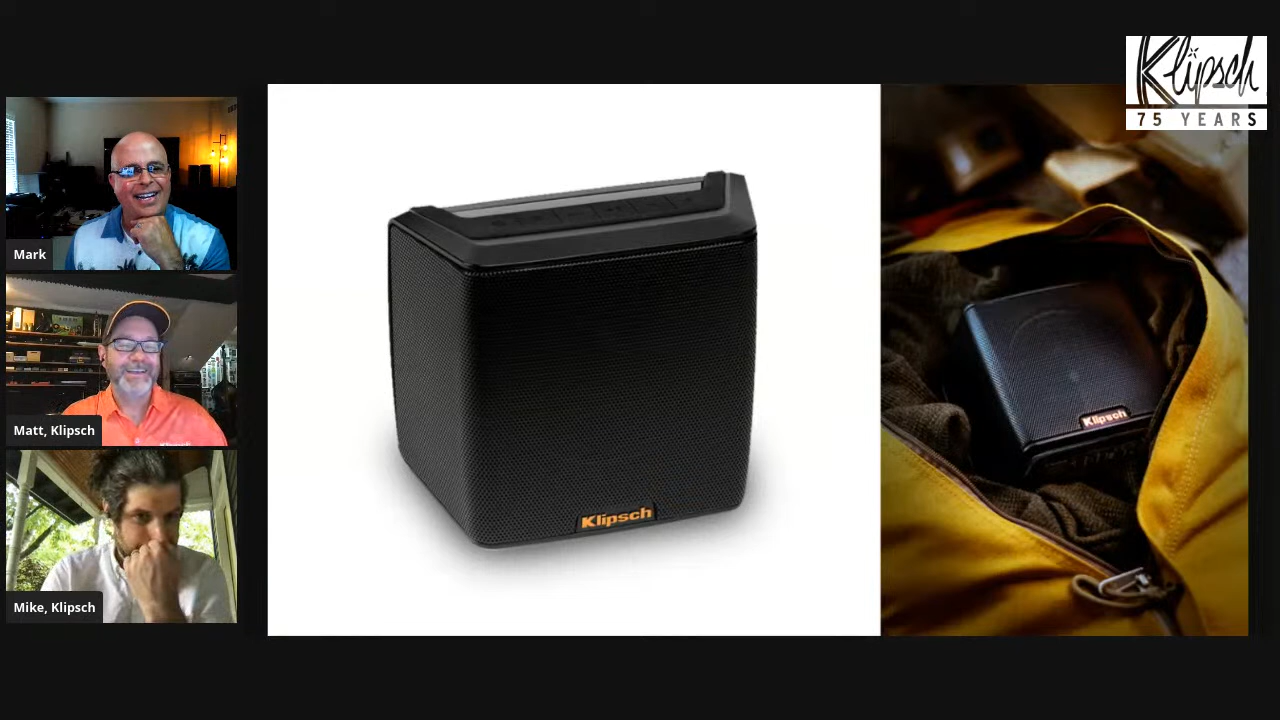 Klipsch
75 YEARS
Mark
Matt, Klipsch
Mike, Klipsch
Klipsch
Klipsch